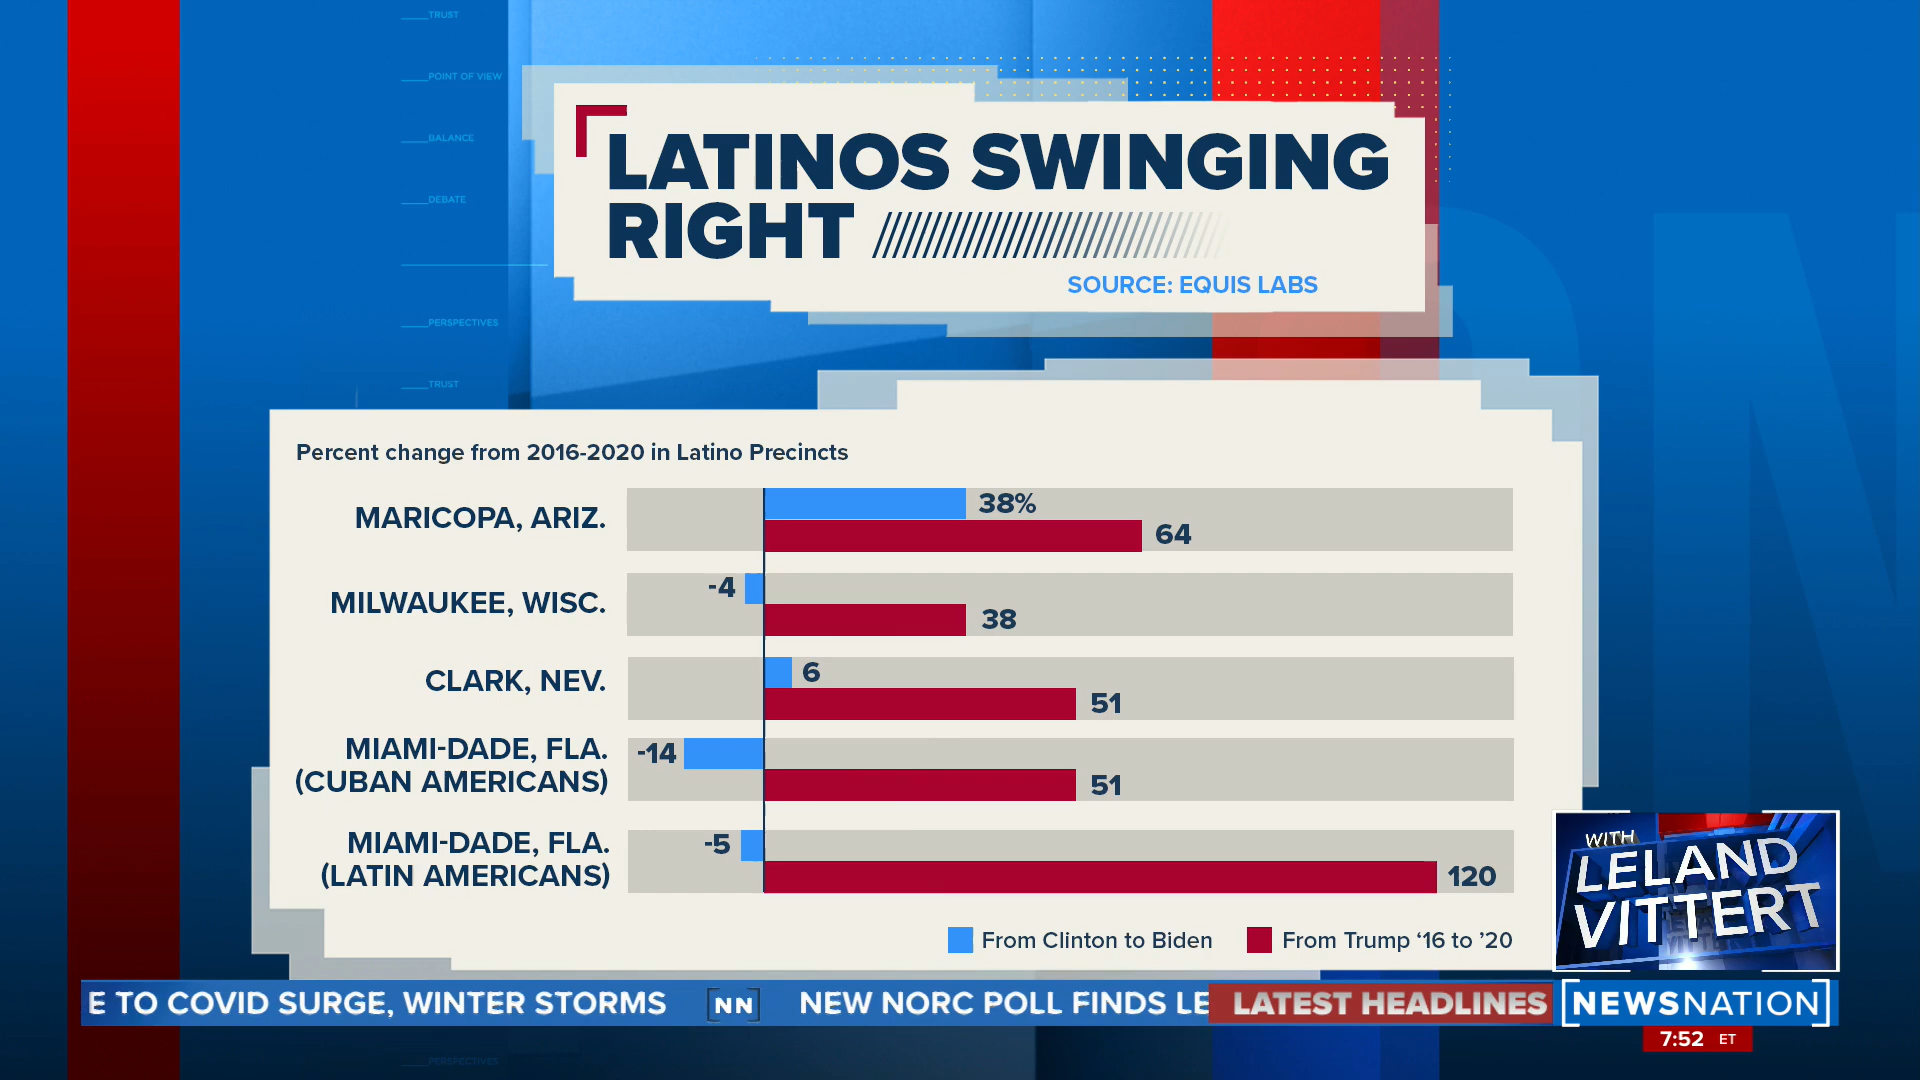 TRUST
POINT OF VIEW
BALANCE
DEBATE
PERSPECTIVES
TRUST
LATINOS SWINGING
RIGHT
SOURCE: EQUIS LABS
Percent change from 2016-2020 in Latino Precincts
MARICOPA, ARIZ.
38%
64
MILWAUKEE, WISC.
-4
38
CLARK, NEV.
6
51
MIAMI-DADE, FLA.
(CUBAN AMERICANS)
-14
51
MIAMI-DADE, FLA.
(LATIN AMERICANS)
-5
120
From Clinton to Biden
From Trump ‘16 to ’20
WITH
LELAND
VITTERT
E TO COVID SURGE, WINTER STORMS [NN] NEW NORC POLL FINDS LE
LATEST HEADLINES
[NEWSNATION]
7:52 ET
PERSPECTIVES